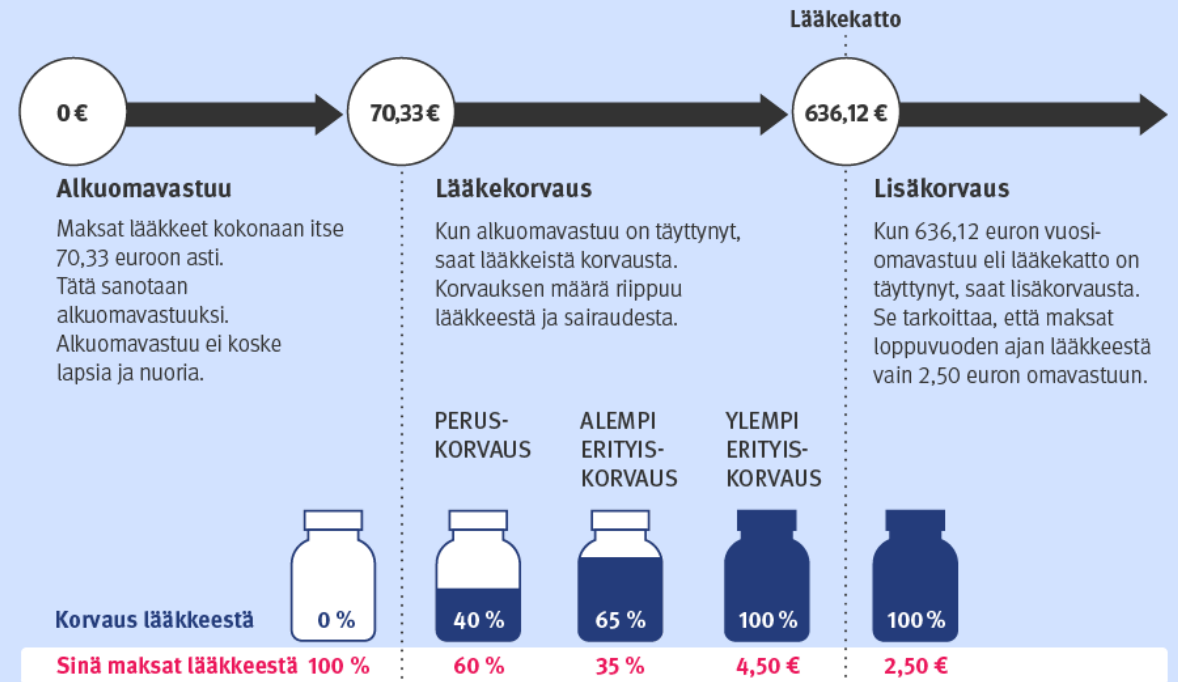 Lääkekatto
0 €
70,33 €
636,12 €
Alkuomavastuu
Maksat lääkkeet kokonaan itse
70,33 euroon asti.
Tätä sanotaan
alkuomavastuuksi.
Alkuomavastuu ei koske
lapsia ja nuoria.
Lääkekorvaus
Kun alkuomavastuu on täyttynyt,
saat lääkkeistä korvausta.
Korvauksen määrä riippuu
lääkkeestä ja sairaudesta.
Lisäkorvaus
Kun 636,12 euron vuosi-
omavastuu eli lääkekatto on
täyttynyt, saat lisäkorvausta.
Se tarkoittaa, että maksat
loppuvuoden ajan lääkkeestä
vain 2,50 euron omavastuun.
PERUS-
KORVAUS
ALEMPI
ERITYIS-
KORVAUS
YLEMPI
ERITYIS-
KORVAUS
Korvaus lääkkeestä 0 % 40 % 65 % 100 % 100 %
Sinä maksat lääkkeestä 100 % 60 % 35 % 4,50 € 2,50 €